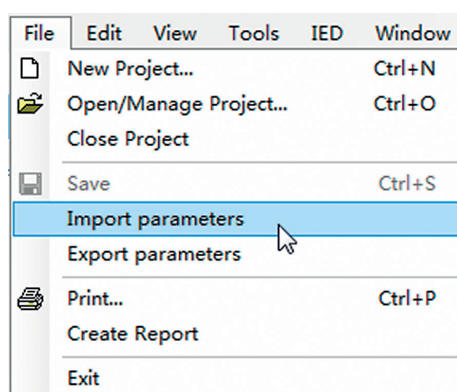 File Edit View Tools IED Window
New Project... Ctrl+N
Open/Manage Project... Ctrl+O
Close Project
Save Ctrl+S
Import parameters
Export parameters
Print... Ctrl+P
Create Report
Exit